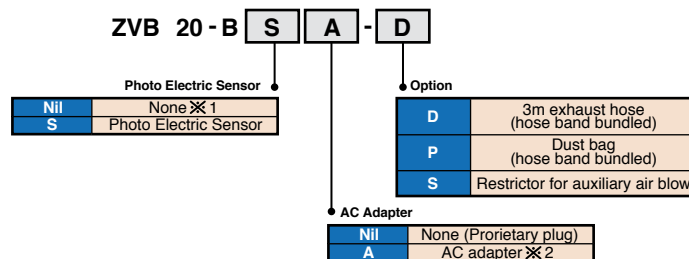 ZVB 20 - B S A - D
Photo Electric Sensor
Nil None ※ 1
S Photo Electric Sensor
Option
D 3m exhaust hose
(hose band bundled)
P Dust bag
(hose band bundled)
S Restrictor for auxiliary air blow
AC Adapter
Nil None (Prorietary plug)
A AC adapter ※ 2